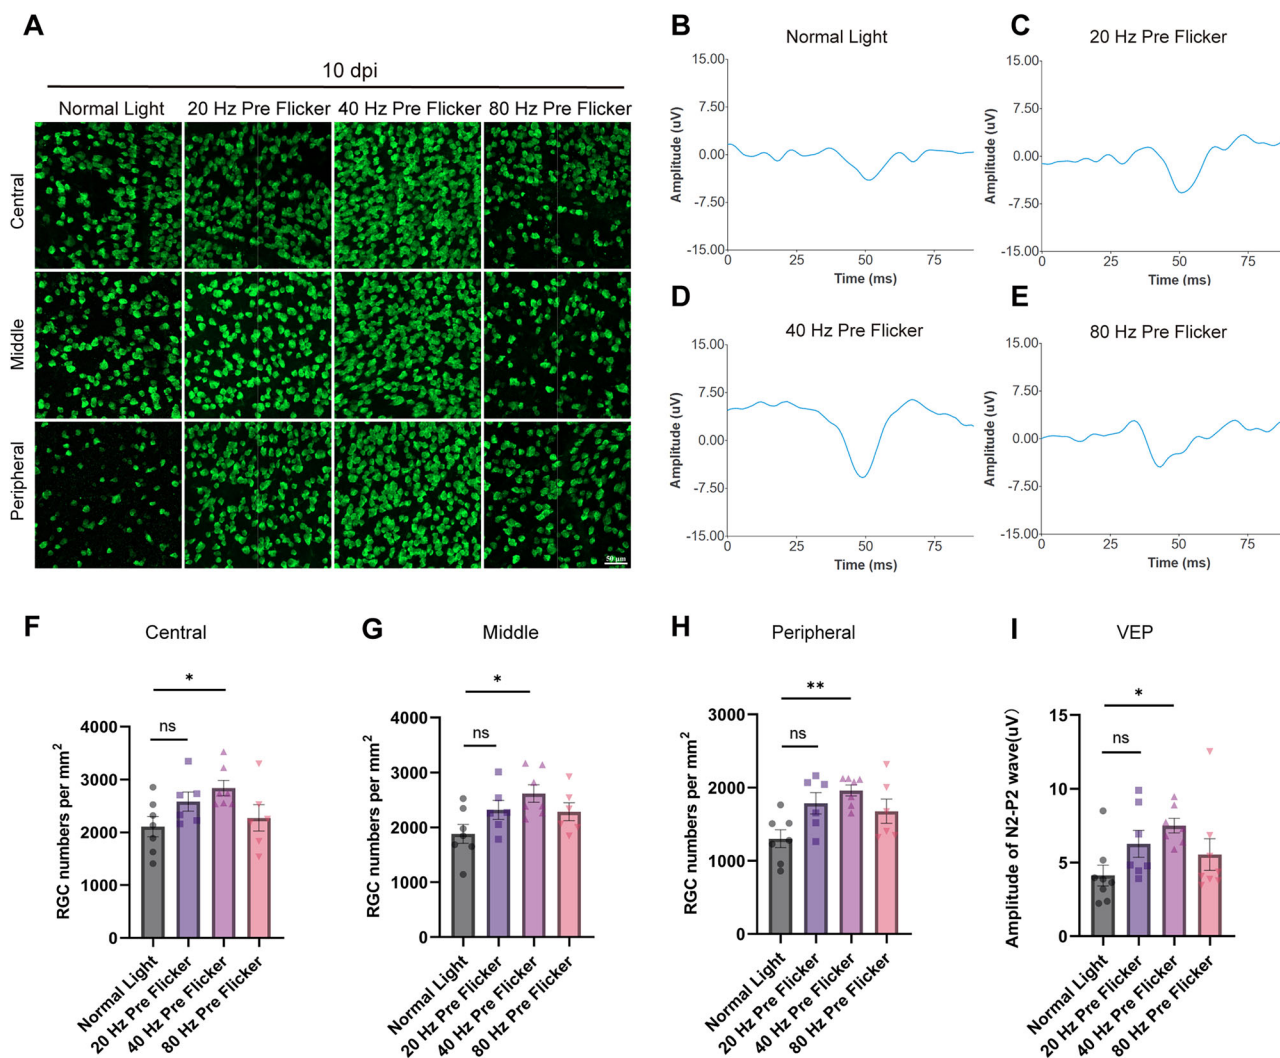 A
10 dpi
Normal Light
20 Hz Pre Flicker
40 Hz Pre Flicker
80 Hz Pre Flicker
Central
Middle
Peripheral
50 μm
B
Normal Light
15.00
7.50
0.00
-7.50
-15.00
Amplitude (uV)
0
25
50
75
Time (ms)
C
20 Hz Pre Flicker
15.00
7.50
0.00
-7.50
-15.00
Amplitude (uV)
0
25
50
75
Time (ms)
D
40 Hz Pre Flicker
15.00
7.50
0.00
-7.50
-15.00
Amplitude (uV)
0
25
50
75
Time (ms)
E
80 Hz Pre Flicker
15.00
7.50
0.00
-7.50
-15.00
Amplitude (uV)
0
25
50
75
Time (ms)
F
Central
*
ns
RGC numbers per mm²
4000
3000
2000
1000
0
Normal Light
20 Hz Pre Flicker
40 Hz Pre Flicker
80 Hz Pre Flicker
G
Middle
*
ns
RGC numbers per mm²
4000
3000
2000
1000
0
Normal Light
20 Hz Pre Flicker
40 Hz Pre Flicker
80 Hz Pre Flicker
H
Peripheral
**
ns
RGC numbers per mm²
3000
2000
1000
0
Normal Light
20 Hz Pre Flicker
40 Hz Pre Flicker
80 Hz Pre Flicker
I
VEP
*
ns
Amplitude of N2-P2 wave(uV)
15
10
5
0
Normal Light
20 Hz Pre Flicker
40 Hz Pre Flicker
80 Hz Pre Flicker